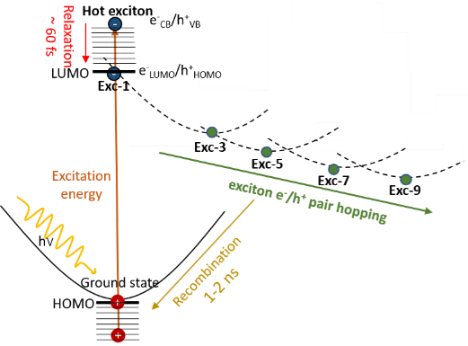 Hot exciton
e⁻CB/h⁺VB
Relaxation
~ 60 fs
LUMO
e⁻LUMO/h⁺HOMO
Exc-1
Exc-3
Exc-5
Exc-7
Exc-9
exciton e⁻/h⁺ pair hopping
Excitation
energy
hν
Recombination
1-2 ns
Ground state
HOMO